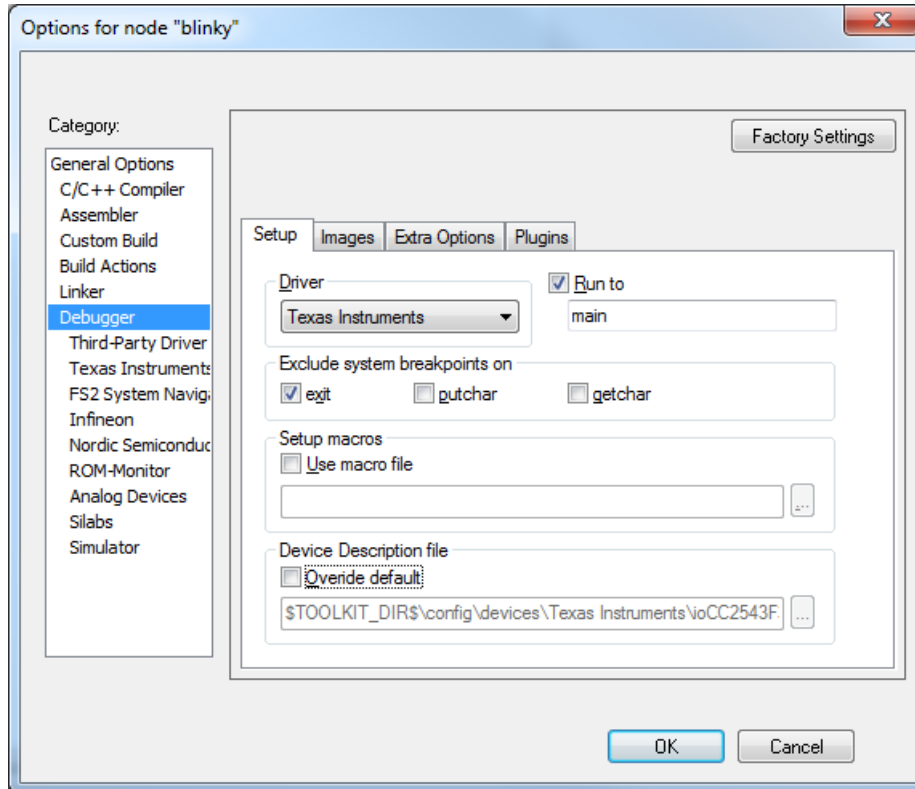 Options for node "blinky"
Category:
Factory Settings
General Options
C/C++ Compiler
Assembler
Custom Build
Build Actions
Linker
Debugger
Third-Party Driver
Texas Instruments
FS2 System Naviga
Infineon
Nordic Semiconduc
ROM-Monitor
Analog Devices
Silabs
Simulator
Setup Images Extra Options Plugins
Driver
Texas Instruments
Run to
main
Exclude system breakpoints on
exit putchar getchar
Setup macros
Use macro file
...
Device Description file
Overide default
$TOOLKIT_DIR$\config\devices\Texas Instruments\ioCC2543F
...
OK Cancel